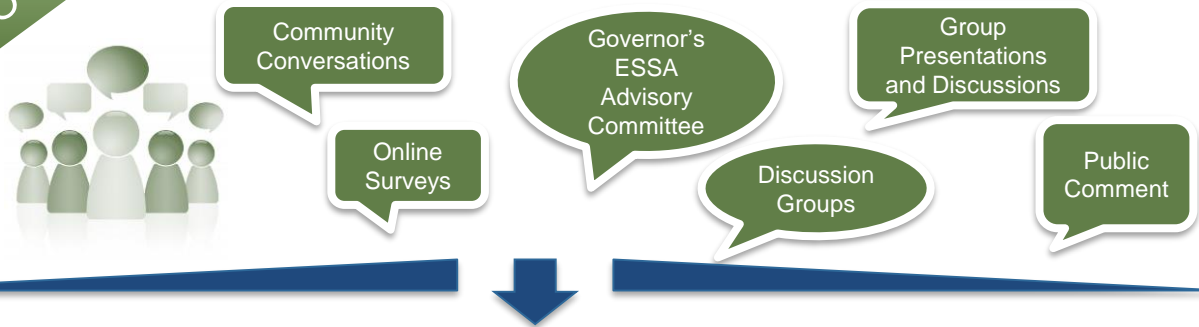 Community
Conversations
Governor's
ESSA
Advisory
Committee
Group
Presentations
and Discussions
Online
Surveys
Discussion
Groups
Public
Comment